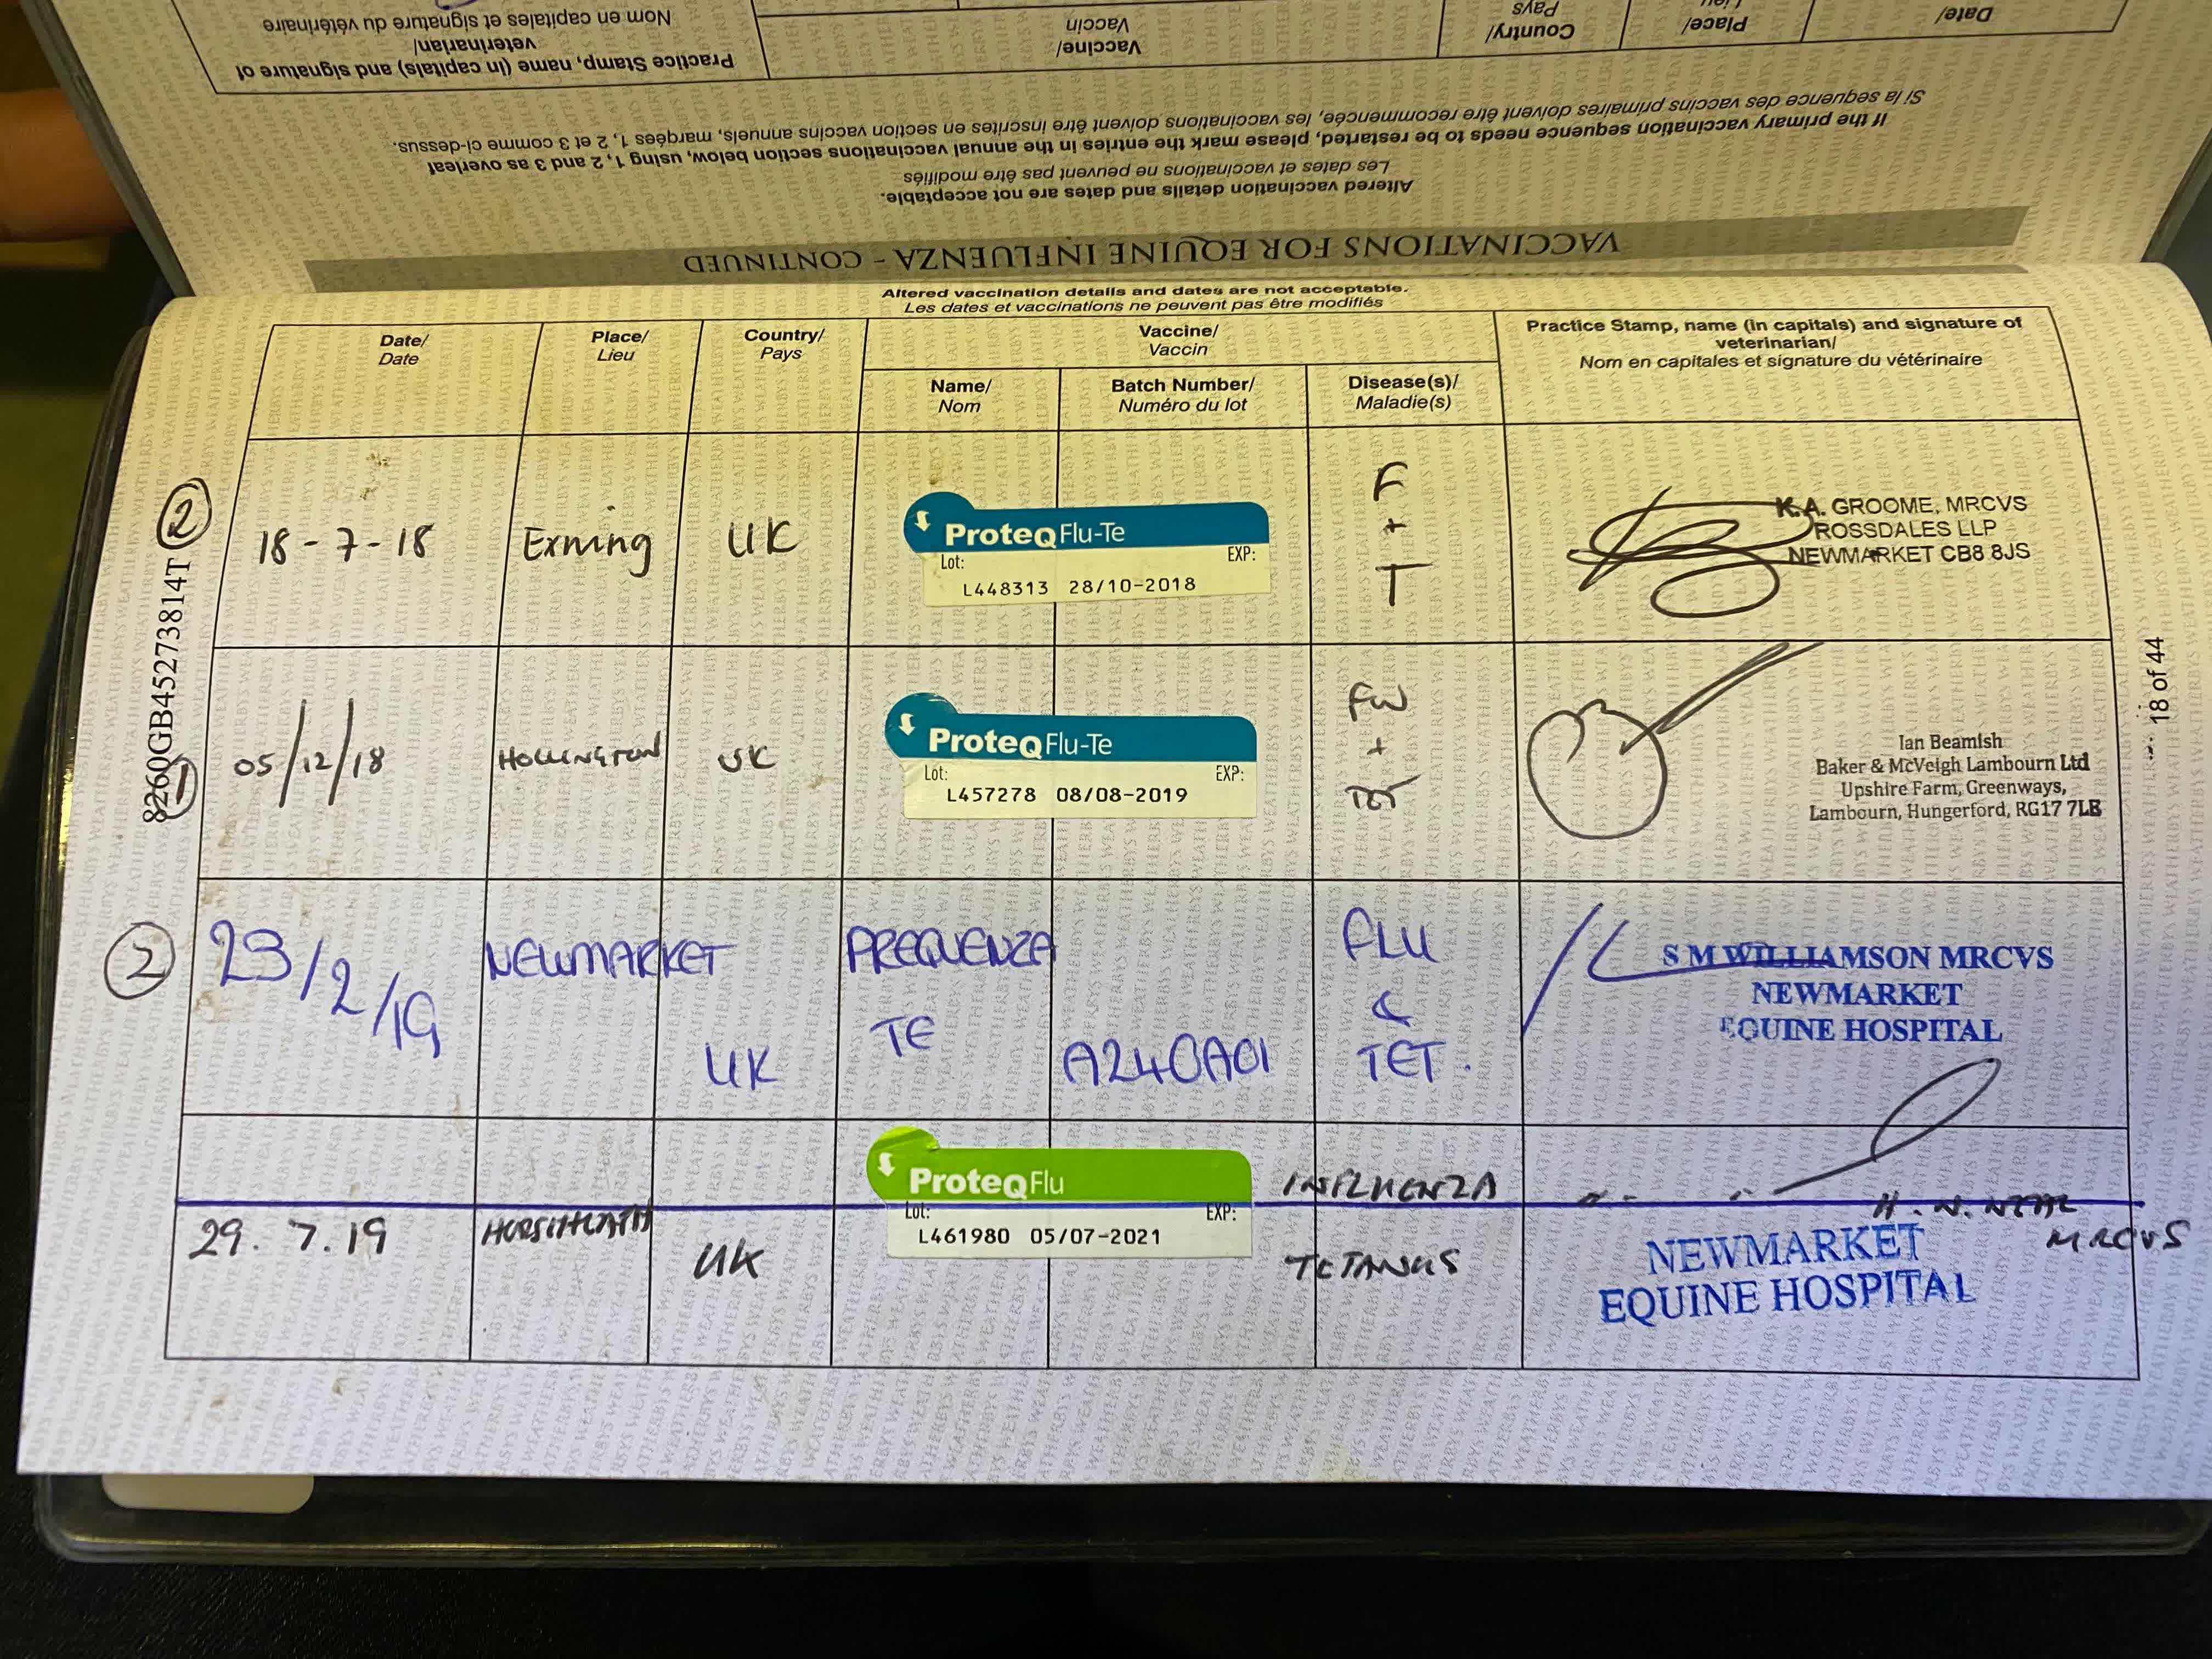 Date/
Place/
Lieu
Country/
Pays
Vaccine/
Vaccin
Practice Stamp, name (in capitals) and signature of
veterinarian/
Nom en capitales et signature du vétérinaire
If the primary vaccination sequence needs to be restarted, please mark the entries in the annual vaccinations section below, using 1, 2 and 3 as overleaf
Si la sequence des vaccins primaires doivent être recommencée, les vaccinations doivent être inscrites en section vaccins annuels, marqées 1, 2 et 3 comme ci-dessus.
Altered vaccination details and dates are not acceptable.
Les dates et vaccinations ne peuvent pas être modifiés
VACCINATIONS FOR EQUINE INFLUENZA - CONTINUED
Altered vaccination details and dates are not acceptable.
Les dates et vaccinations ne peuvent pas être modifiés
Date/
Date
Place/
Lieu
Country/
Pays
Vaccine/
Vaccin
Name/
Nom
Batch Number/
Numéro du lot
Disease(s)/
Maladie(s)
Practice Stamp, name (in capitals) and signature of
veterinarian/
Nom en capitales et signature du vétérinaire
8260GB45273814T
2
18-7-18
Exning
UK
ProteqFlu-Te
Lot: EXP:
L448313 28/10-2018
F
+
T
K.A. GROOME, MRCVS
ROSSDALES LLP
NEWMARKET CB8 8JS
18 of 44
1
05/12/18
HOLLINGTON
UK
ProteqFlu-Te
Lot: EXP:
L457278 08/08-2019
+
Ian Beamish
Baker & McVeigh Lambourn Ltd
Upshire Farm, Greenways,
Lambourn, Hungerford, RG17 7LB
2
23/2/19
NEWMARKET
UK
PREQUENZA
TE
A240A01
FLU
&
TET.
S M WILLIAMSON MRCVS
NEWMARKET
EQUINE HOSPITAL
29.7.19
HORSEHEATH
UK
ProteqFlu
Lot: EXP:
L461980 05/07-2021
INFLUENZA
TETANUS
MRCVS
NEWMARKET
EQUINE HOSPITAL